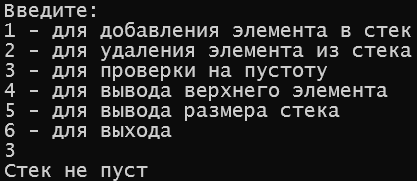 Введите:
1 - для добавления элемента в стек
2 - для удаления элемента из стека
3 - для проверки на пустоту
4 - для вывода верхнего элемента
5 - для вывода размера стека
6 - для выхода
3
Стек не пуст